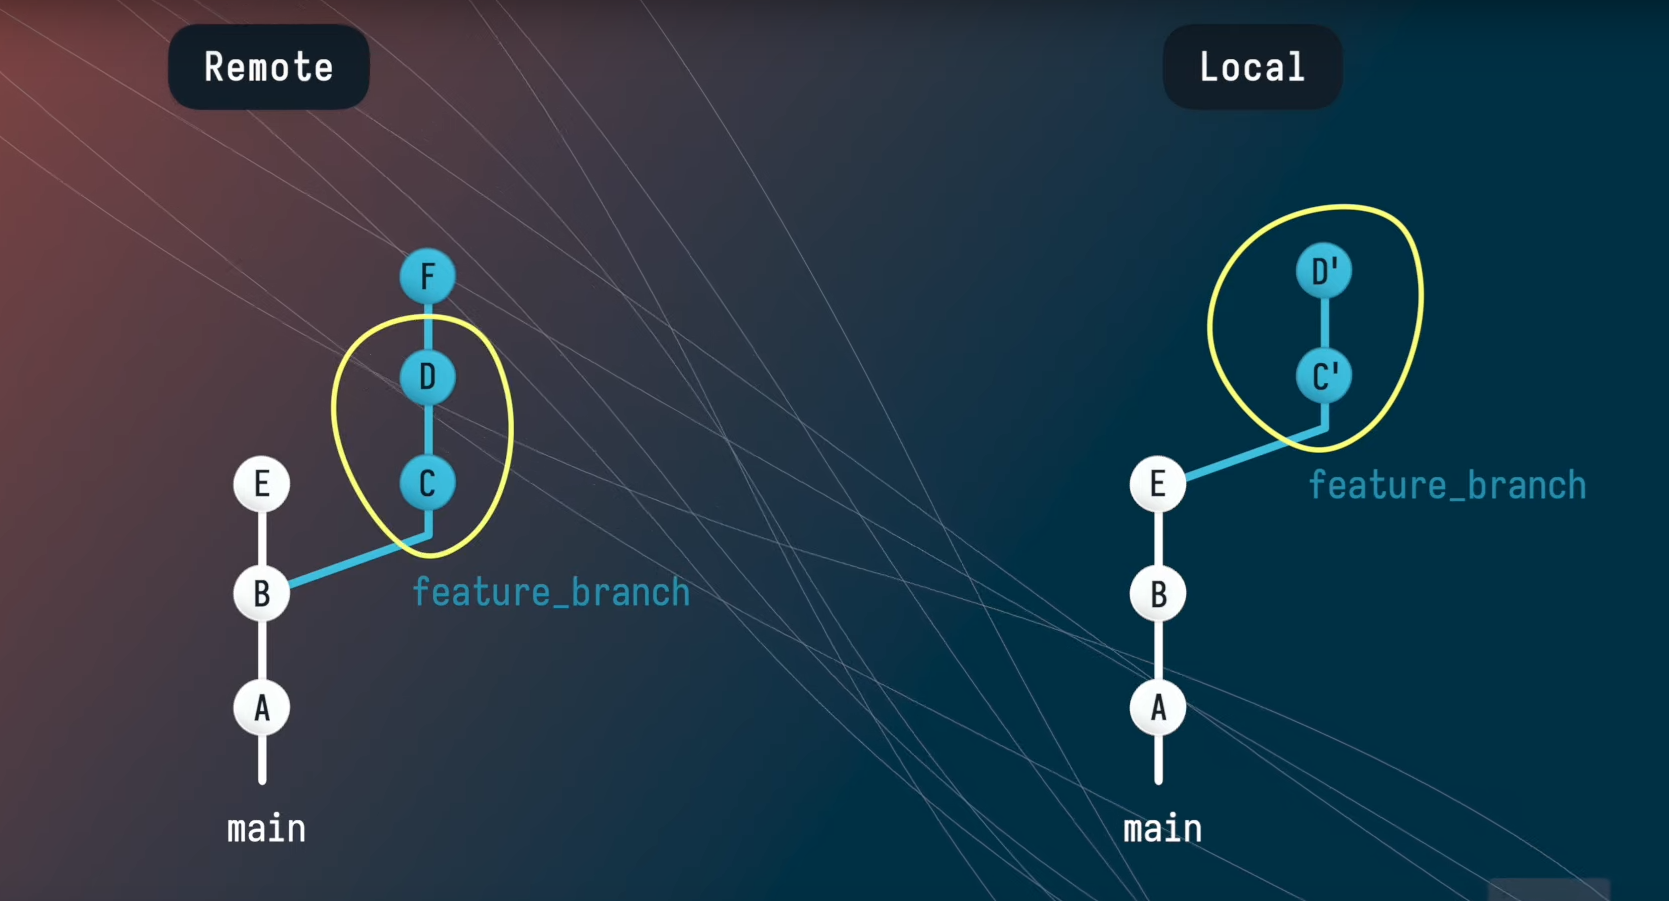 Remote
Local
F
D
C
E
B
A
feature_branch
main
D'
C'
E
B
A
feature_branch
main